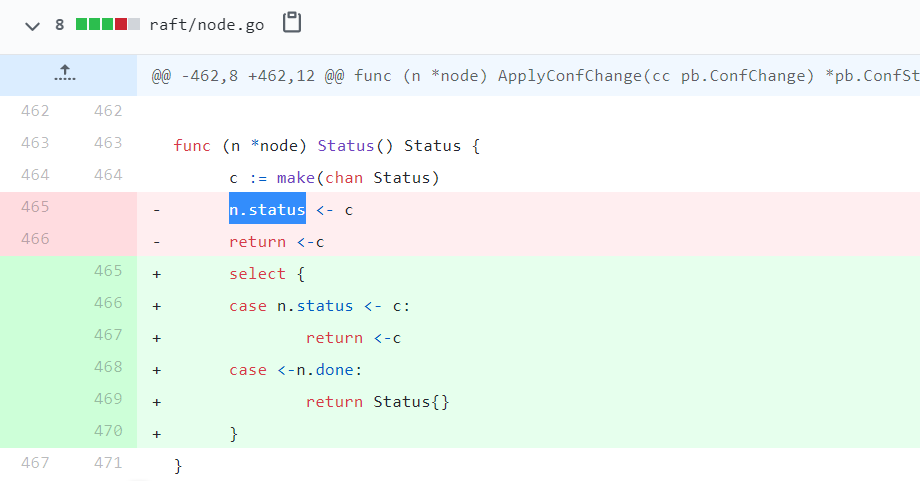 8 raft/node.go
@@ -462,8 +462,12 @@ func (n *node) ApplyConfChange(cc pb.ConfChange) *pb.ConfSt
462 462
463 463 func (n *node) Status() Status {
464 464 c := make(chan Status)
465 - n.status <- c
466 - return <-c
465 + select {
466 + case n.status <- c:
467 + return <-c
468 + case <-n.done:
469 + return Status{}
470 + }
467 471 }